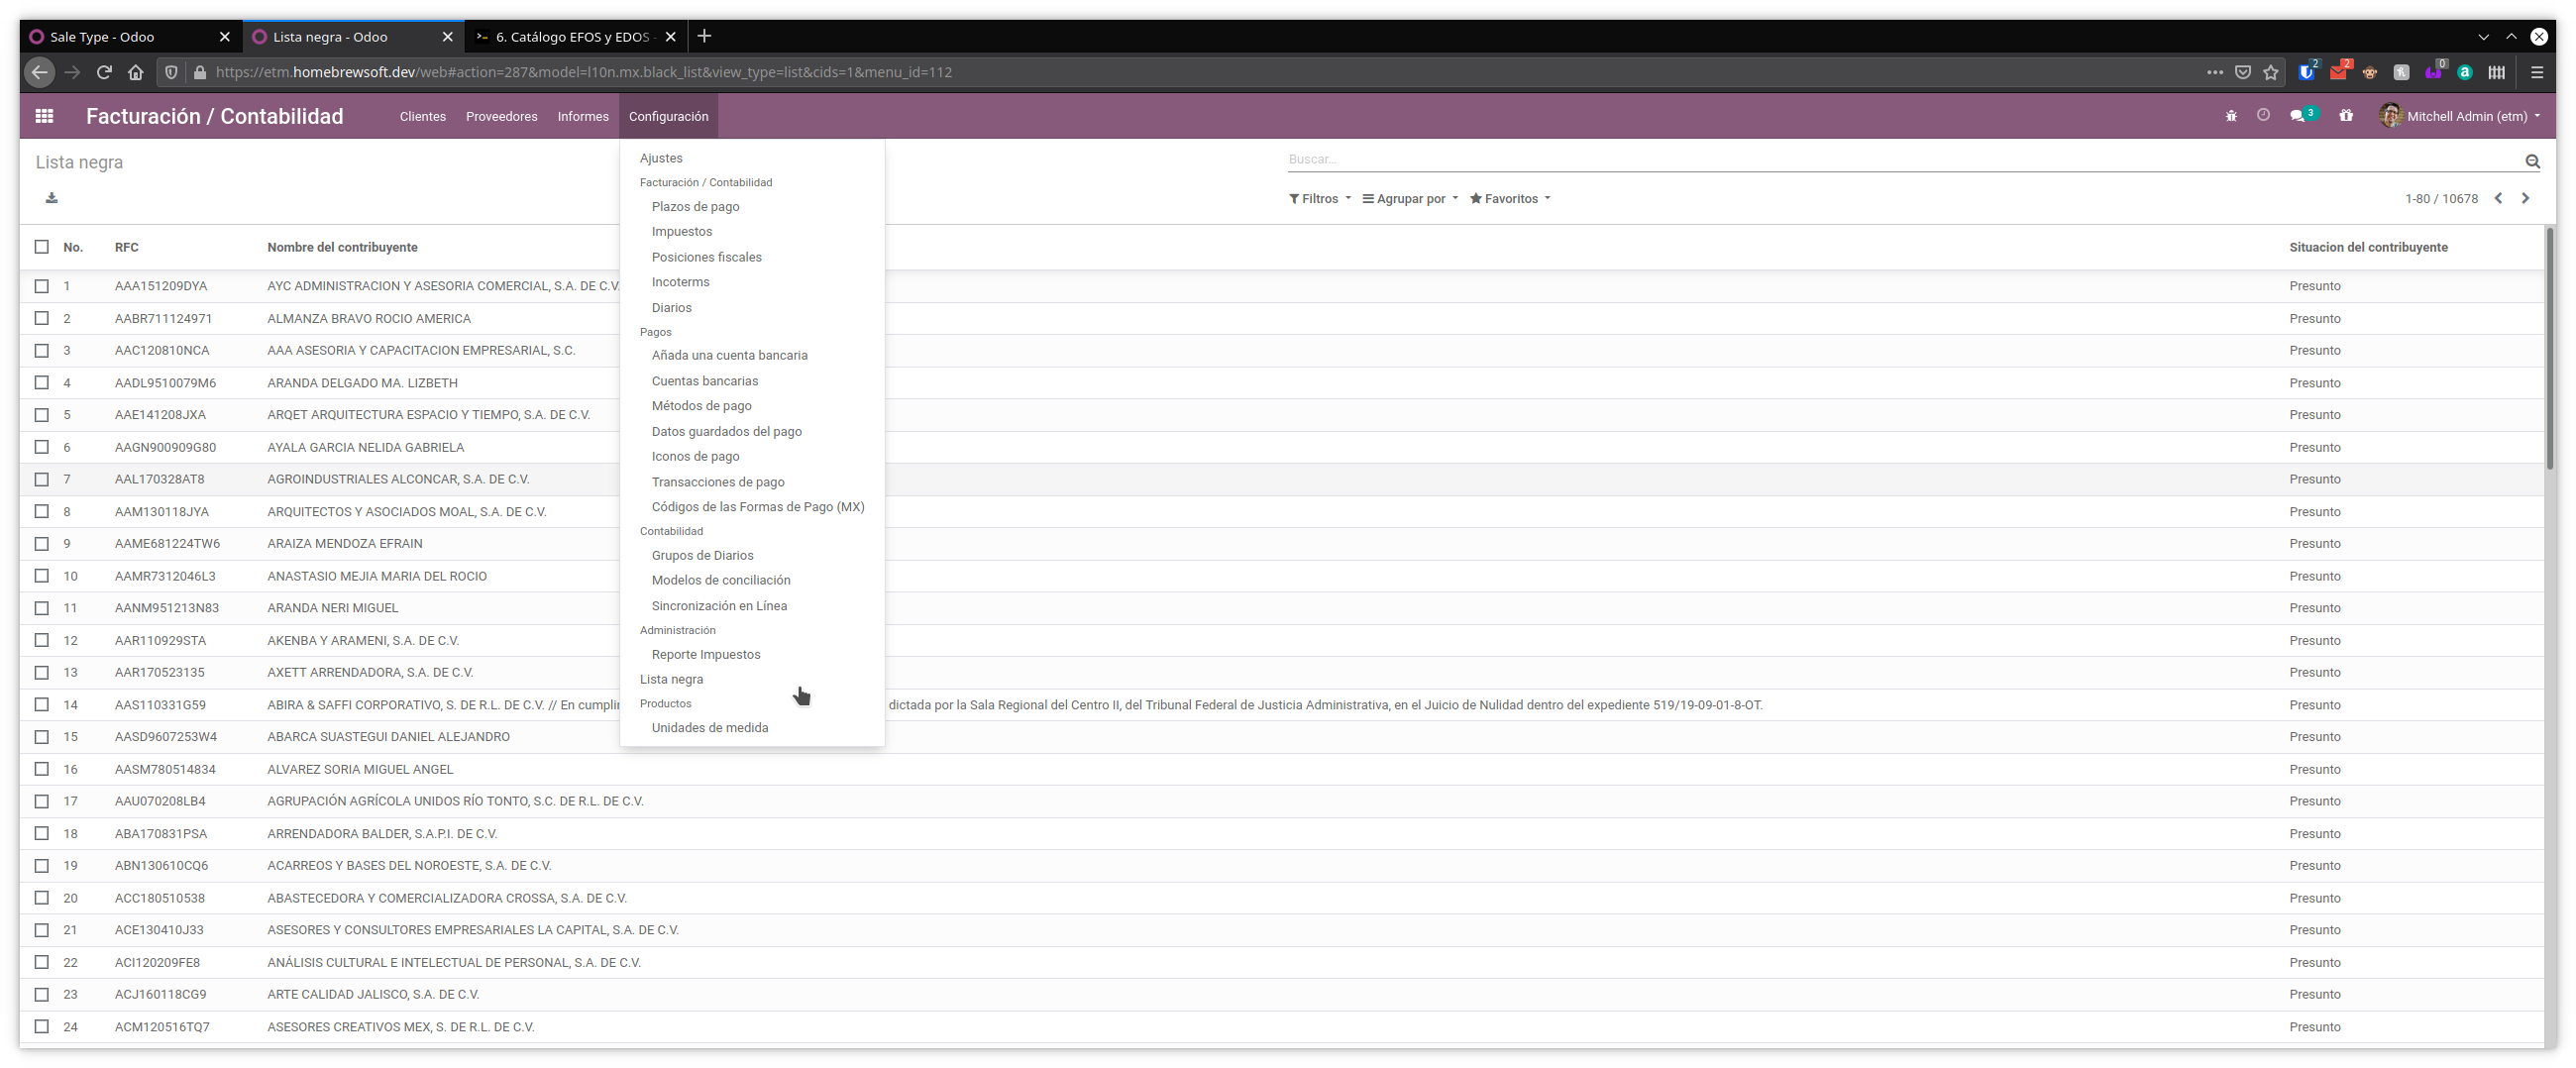 Sale Type - Odoo
Lista negra - Odoo
6. Catálogo EFOS y EDOS
https://etm.homebrewsoft.dev/web#action=287&model=l10n.mx.black_list&view_type=list&cids=1&menu_id=112
2
2
0
Facturación / Contabilidad
Clientes
Proveedores
Informes
Configuración
3
Mitchell Admin (etm)
Lista negra
Buscar...
Filtros
Agrupar por
Favoritos
1-80 / 10678
Ajustes
Facturación / Contabilidad
Plazos de pago
Impuestos
Posiciones fiscales
Incoterms
Diarios
Pagos
Añada una cuenta bancaria
Cuentas bancarias
Métodos de pago
Datos guardados del pago
Iconos de pago
Transacciones de pago
Códigos de las Formas de Pago (MX)
Contabilidad
Grupos de Diarios
Modelos de conciliación
Sincronización en Línea
Administración
Reporte Impuestos
Lista negra
Productos
Unidades de medida
No. RFC Nombre del contribuyente Situacion del contribuyente
1 AAA151209DYA AYC ADMINISTRACION Y ASESORIA COMERCIAL, S.A. DE C.V. Presunto
2 AABR711124971 ALMANZA BRAVO ROCIO AMERICA Presunto
3 AAC120810NCA AAA ASESORIA Y CAPACITACION EMPRESARIAL, S.C. Presunto
4 AADL9510079M6 ARANDA DELGADO MA. LIZBETH Presunto
5 AAE141208JXA ARQET ARQUITECTURA ESPACIO Y TIEMPO, S.A. DE C.V. Presunto
6 AAGN900909G80 AYALA GARCIA NELIDA GABRIELA Presunto
7 AAL170328AT8 AGROINDUSTRIALES ALCONCAR, S.A. DE C.V. Presunto
8 AAM130118JYA ARQUITECTOS Y ASOCIADOS MOAL, S.A. DE C.V. Presunto
9 AAME681224TW6 ARAIZA MENDOZA EFRAIN Presunto
10 AAMR7312046L3 ANASTASIO MEJIA MARIA DEL ROCIO Presunto
11 AANM951213N83 ARANDA NERI MIGUEL Presunto
12 AAR110929STA AKENBA Y ARAMENI, S.A. DE C.V. Presunto
13 AAR170523135 AXETT ARRENDADORA, S.A. DE C.V. Presunto
14 AAS110331G59 ABIRA & SAFFI CORPORATIVO, S. DE R.L. DE C.V. // En cumplir dictada por la Sala Regional del Centro II, del Tribunal Federal de Justicia Administrativa, en el Juicio de Nulidad dentro del expediente 519/19-09-01-8-OT. Presunto
15 AASD9607253W4 ABARCA SUASTEGUI DANIEL ALEJANDRO Presunto
16 AASM780514834 ALVAREZ SORIA MIGUEL ANGEL Presunto
17 AAU070208LB4 AGRUPACIÓN AGRÍCOLA UNIDOS RÍO TONTO, S.C. DE R.L. DE C.V. Presunto
18 ABA170831PSA ARRENDADORA BALDER, S.A.P.I. DE C.V. Presunto
19 ABN130610CQ6 ACARREOS Y BASES DEL NOROESTE, S.A. DE C.V. Presunto
20 ACC180510538 ABASTECEDORA Y COMERCIALIZADORA CROSSA, S.A. DE C.V. Presunto
21 ACE130410J33 ASESORES Y CONSULTORES EMPRESARIALES LA CAPITAL, S.A. DE C.V. Presunto
22 ACI120209FE8 ANÁLISIS CULTURAL E INTELECTUAL DE PERSONAL, S.A. DE C.V. Presunto
23 ACJ160118CG9 ARTE CALIDAD JALISCO, S.A. DE C.V. Presunto
24 ACM120516TQ7 ASESORES CREATIVOS MEX, S. DE R.L. DE C.V. Presunto